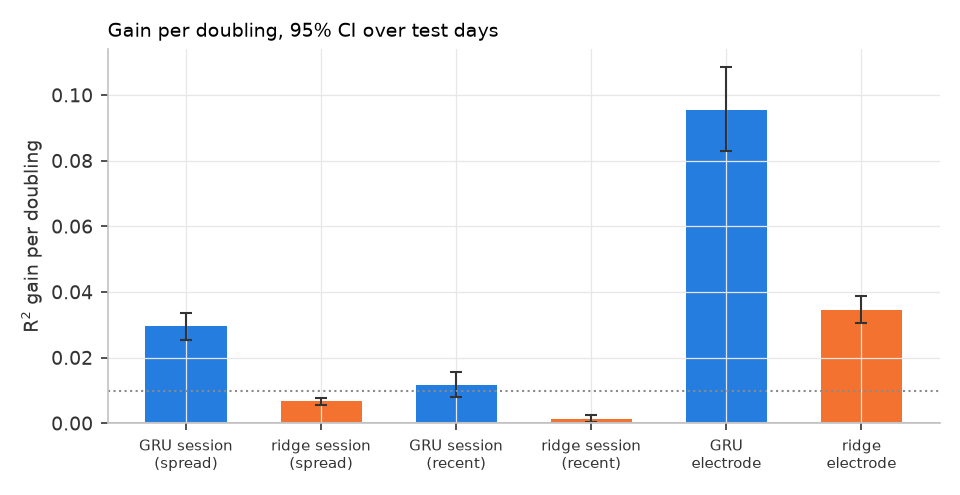 Gain per doubling, 95% CI over test days
R² gain per doubling
0.10
0.08
0.06
0.04
0.02
0.00
GRU session
(spread)
ridge session
(spread)
GRU session
(recent)
ridge session
(recent)
GRU
electrode
ridge
electrode